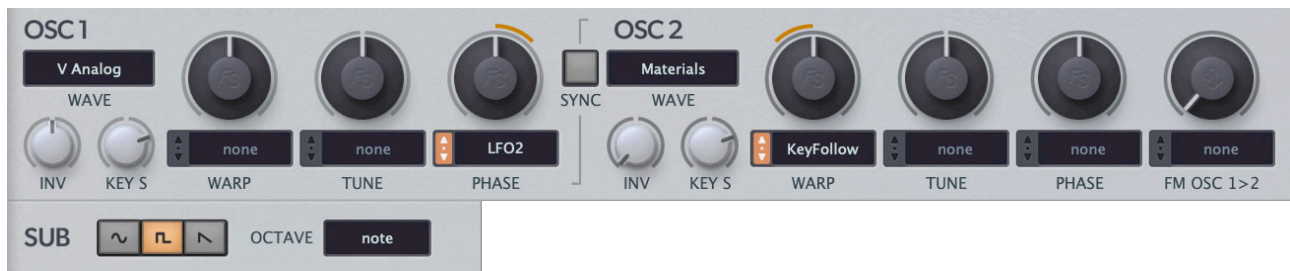 OSC 1
V Analog
WAVE
INV
KEY S
none
WARP
none
TUNE
LFO2
PHASE
SYNC
OSC 2
Materials
WAVE
INV
KEY S
KeyFollow
WARP
none
TUNE
none
PHASE
none
FM OSC 1>2
SUB
OCTAVE
note